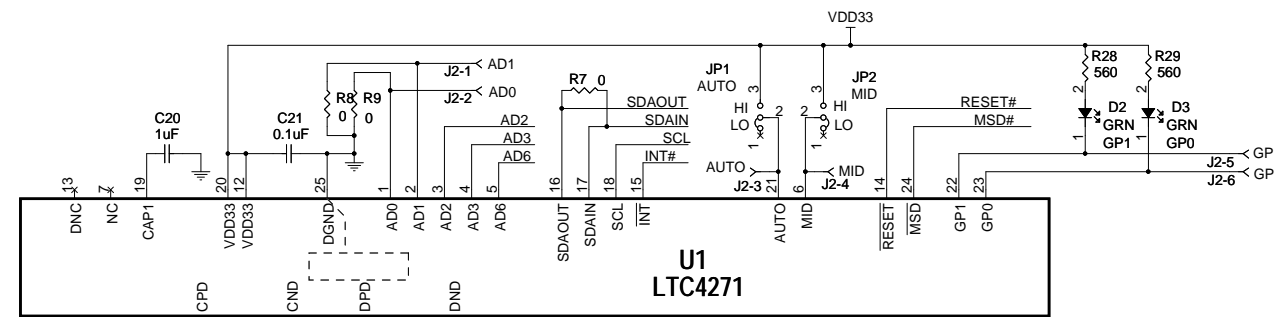 VDD33
R28
560
R29
560
J2-1
AD1
J2-2
AD0
JP1
AUTO
JP2
MID
R7 0
R8
0
R9
0
3
3
2
2
HI
LO
2
HI
LO
2
1
1
D2
GRN
GP1
D3
GRN
GP0
1
1
C20
1uF
C21
0.1uF
SDAOUT
SDAIN
SCL
INT#
RESET#
MSD#
AD2
AD3
AD6
AUTO
J2-3
MID
J2-4
J2-5
GP
J2-6
GP
13
7
19
20
12
25
1
2
3
4
5
16
17
18
15
21
6
14
24
22
23
DNC
NC
CAP1
VDD33
VDD33
DGND
AD0
AD1
AD2
AD3
AD6
SDAOUT
SDAIN
SCL
INT
AUTO
MID
RESET
MSD
GP1
GP0
U1
LTC4271
CPD
CND
DPD
DND